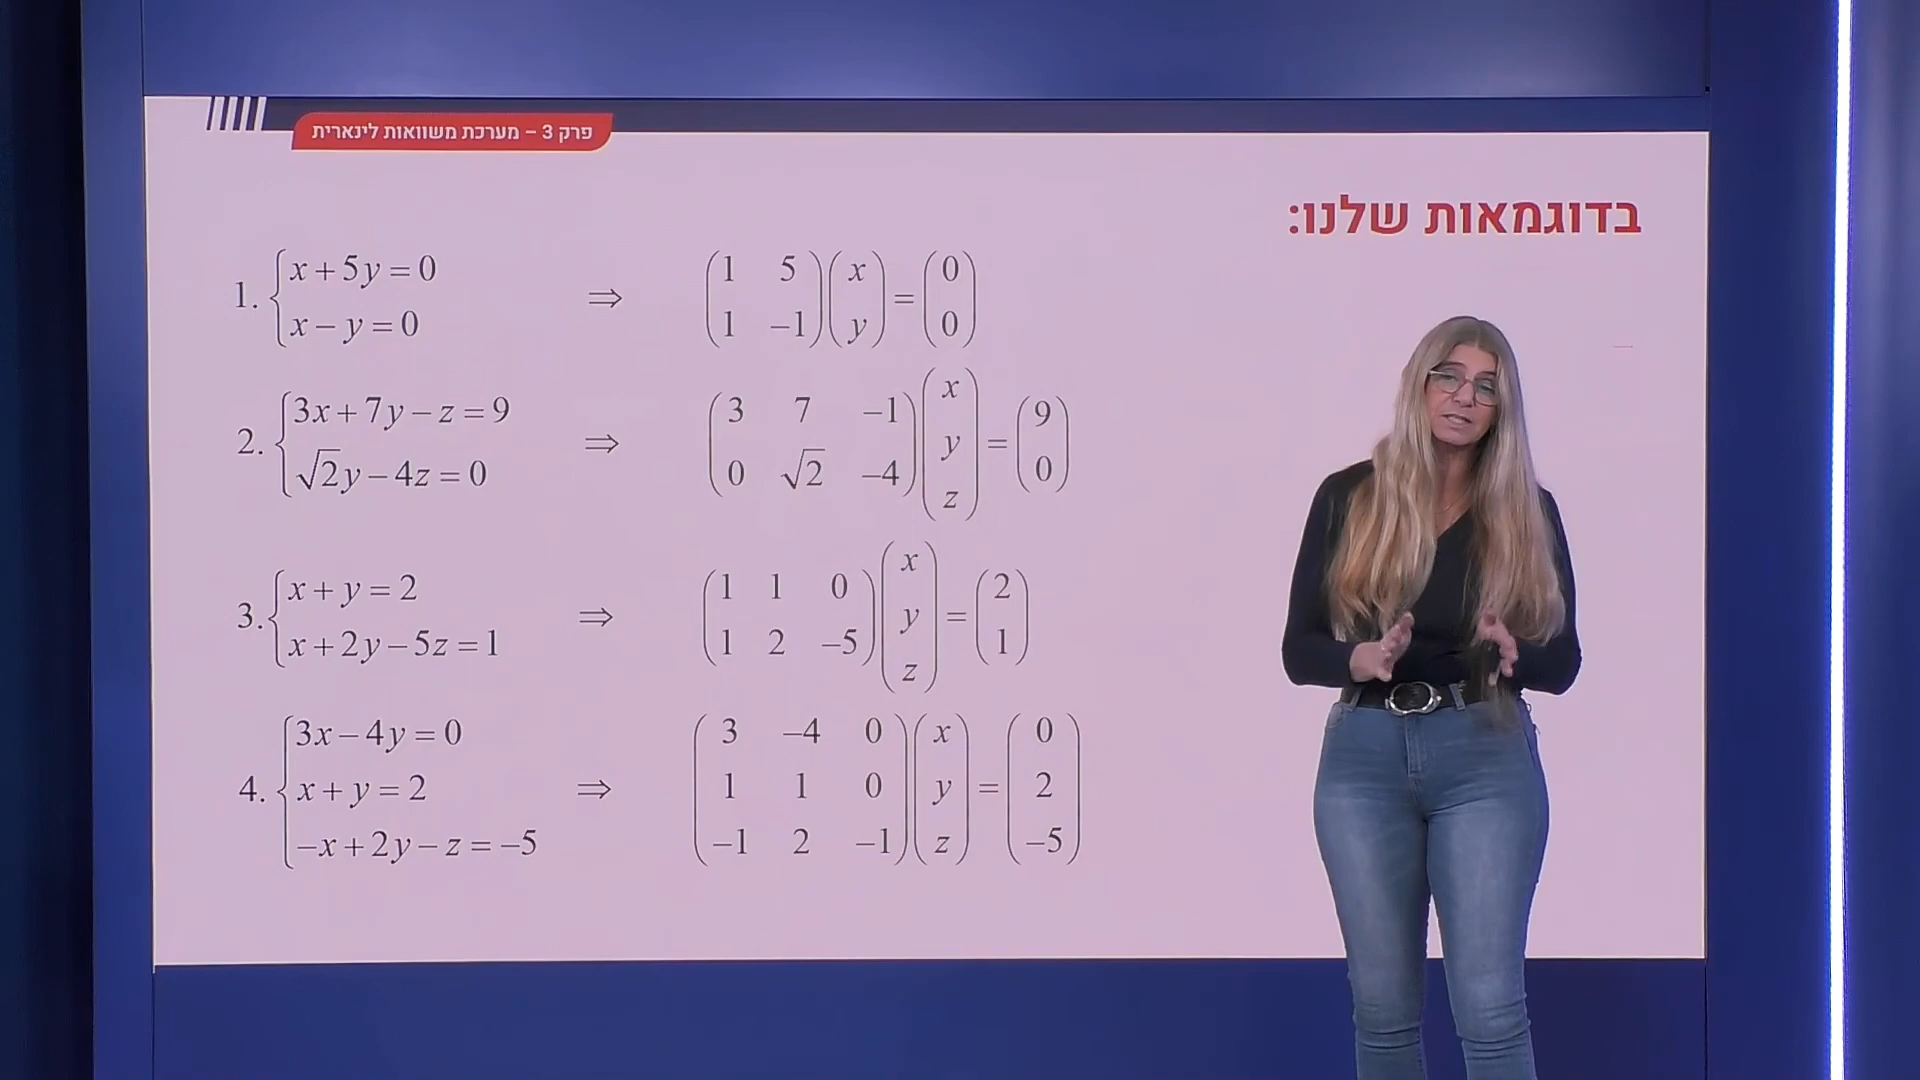 פרק 3 – מערכת משוואות לינארית
בדוגמאות שלנו:
1. {x + 5y = 0 ⇒ (1 5) (x) = (0)
{x − y = 0 (1 −1) (y) (0)
2. {3x + 7y − z = 9 ⇒ (3 7 −1) (x y z) = (9)
{√2y − 4z = 0 (0 √2 −4) (0)
3. {x + y = 2 ⇒ (1 1 0) (x y z) = (2)
{x + 2y − 5z = 1 (1 2 −5) (1)
4. {3x − 4y = 0 (3 −4 0) (x) (0)
{x + y = 2 ⇒ (1 1 0) (y) = (2)
{−x + 2y − z = −5 (−1 2 −1) (z) (−5)